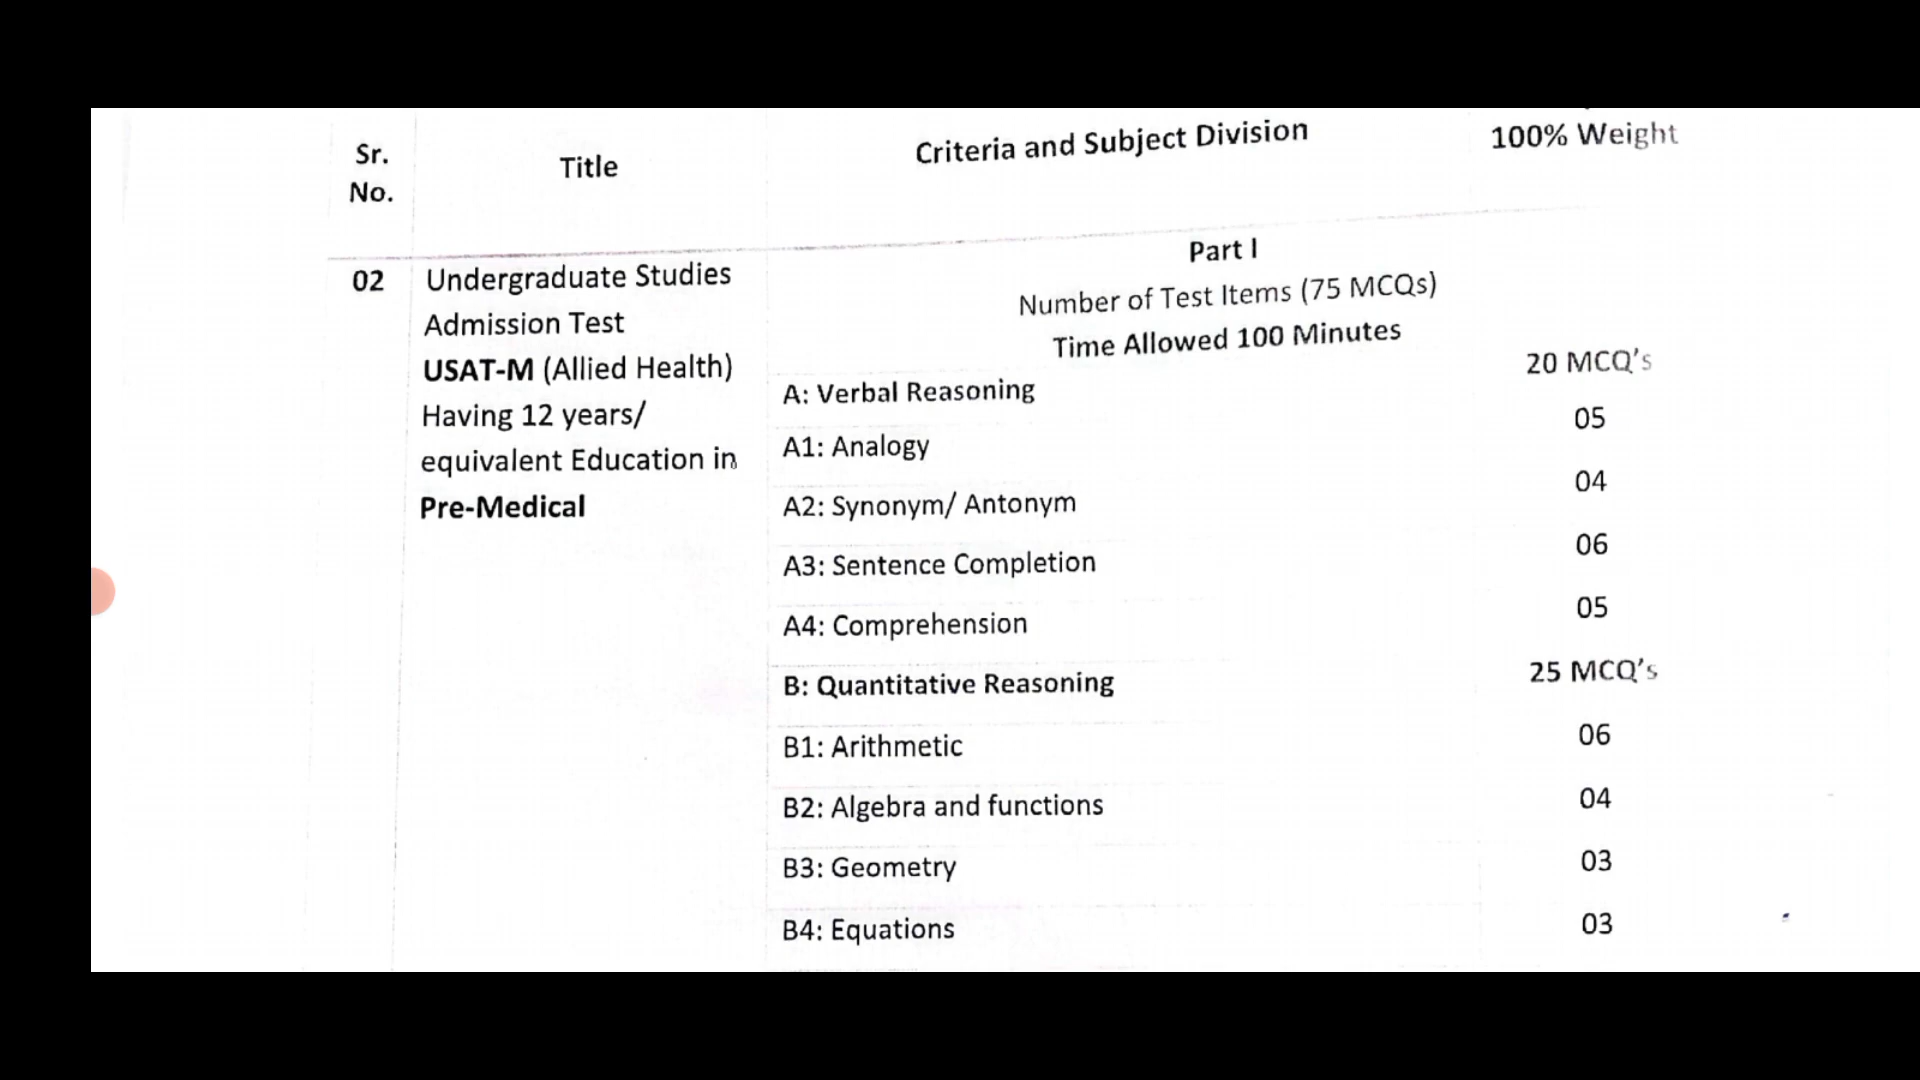 Sr.
No.
Title
Criteria and Subject Division
100% Weight
02
Undergraduate Studies
Admission Test
USAT-M (Allied Health)
Having 12 years/
equivalent Education in
Pre-Medical
Part I
Number of Test Items (75 MCQs)
Time Allowed 100 Minutes
A: Verbal Reasoning 20 MCQ's
A1: Analogy 05
A2: Synonym/ Antonym 04
A3: Sentence Completion 06
A4: Comprehension 05
B: Quantitative Reasoning 25 MCQ's
B1: Arithmetic 06
B2: Algebra and functions 04
B3: Geometry 03
B4: Equations 03